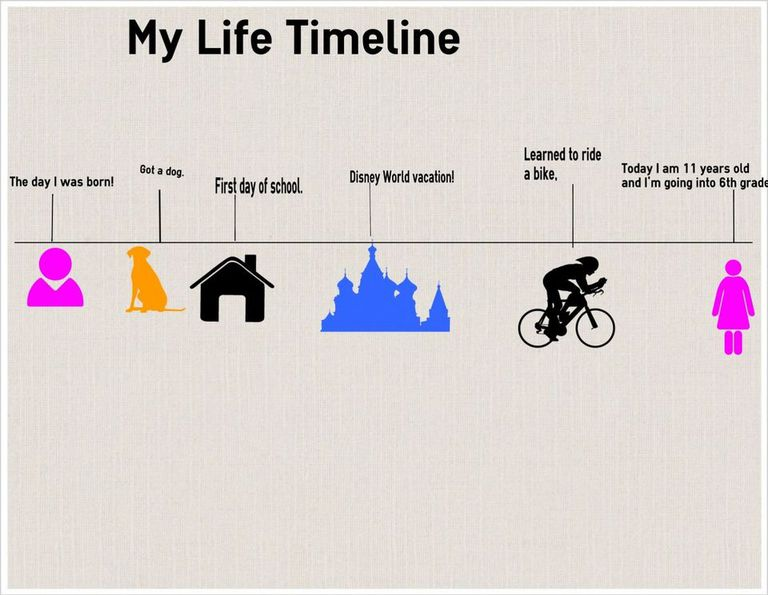 My Life Timeline
The day I was born!
Got a dog.
First day of school.
Disney World vacation!
Learned to ride
a bike,
Today I am 11 years old
and I'm going into 6th grade